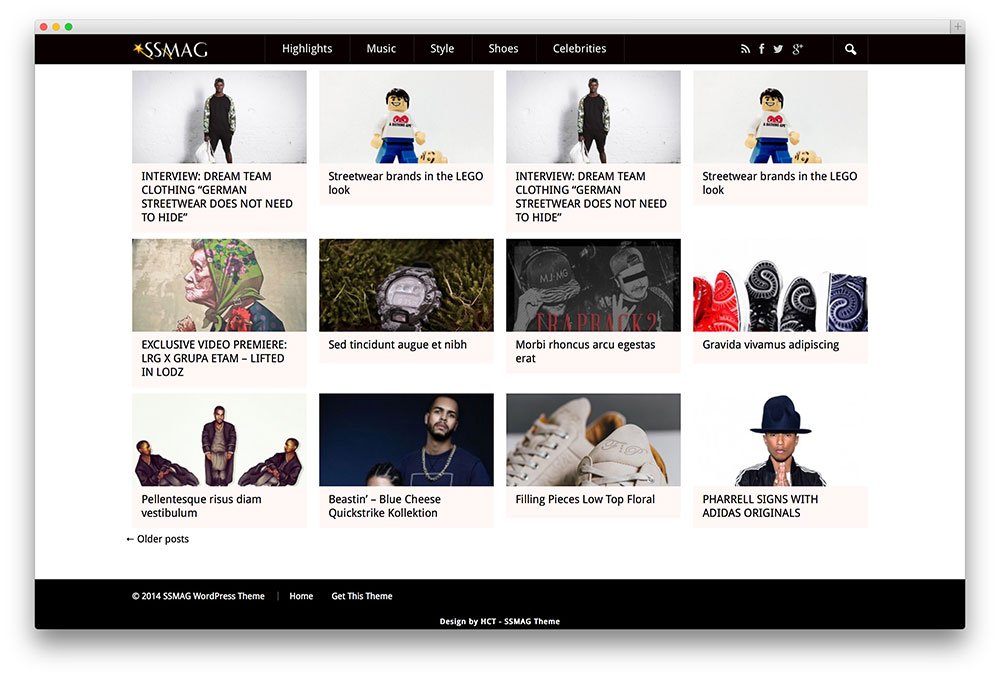 SSMAG
Highlights
Music
Style
Shoes
Celebrities
INTERVIEW: DREAM TEAM
CLOTHING “GERMAN
STREETWEAR DOES NOT NEED
TO HIDE”
Streetwear brands in the LEGO
look
INTERVIEW: DREAM TEAM
CLOTHING “GERMAN
STREETWEAR DOES NOT NEED
TO HIDE”
Streetwear brands in the LEGO
look
EXCLUSIVE VIDEO PREMIERE:
LRG X GRUPA ETAM – LIFTED
IN LODZ
Sed tincidunt augue et nibh
MJ-MG
TRAPBACK2
Morbi rhoncus arcu egestas
erat
Gravida vivamus adipiscing
Pellentesque risus diam
vestibulum
Beastin’ – Blue Cheese
Quickstrike Kollektion
Filling Pieces Low Top Floral
PHARRELL SIGNS WITH
ADIDAS ORIGINALS
← Older posts
© 2014 SSMAG WordPress Theme
Home
Get This Theme
Design by HCT - SSMAG Theme